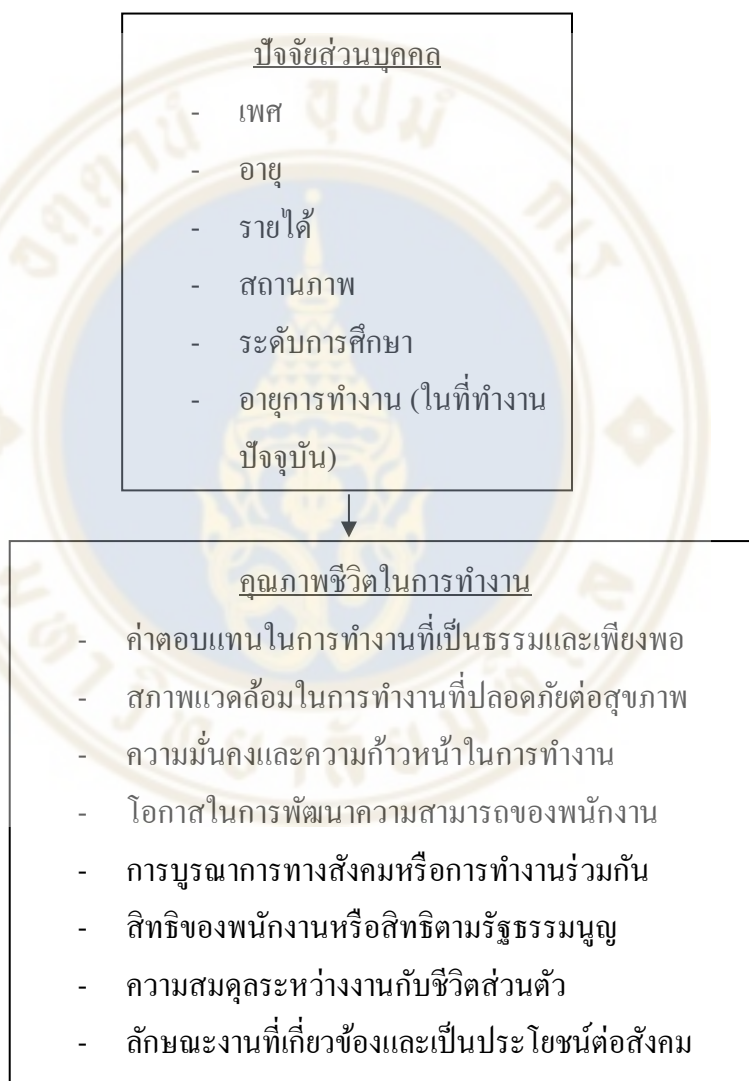 ปัจจัยส่วนบุคคล
- เพศ
- อายุ
- รายได้
- สถานภาพ
- ระดับการศึกษา
- อายุการทำงาน (ในที่ทำงาน
ปัจจุบัน)
คุณภาพชีวิตในการทำงาน
- ค่าตอบแทนในการทำงานที่เป็นธรรมและเพียงพอ
- สภาพแวดล้อมในการทำงานที่ปลอดภัยต่อสุขภาพ
- ความมั่นคงและความก้าวหน้าในการทำงาน
- โอกาสในการพัฒนาความสามารถของพนักงาน
- การบูรณาการทางสังคมหรือการทำงานร่วมกัน
- สิทธิของพนักงานหรือสิทธิตามรัฐธรรมนูญ
- ความสมดุลระหว่างงานกับชีวิตส่วนตัว
- ลักษณะงานที่เกี่ยวข้องและเป็นประโยชน์ต่อสังคม